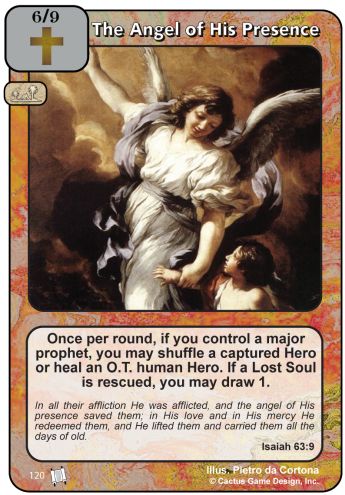 6/9
The Angel of His Presence
Once per round, if you control a major
prophet, you may shuffle a captured Hero
or heal an O.T. human Hero. If a Lost Soul
is rescued, you may draw 1.
In all their affliction He was afflicted, and the angel of His
presence saved them; in His love and in His mercy He
redeemed them, and He lifted them and carried them all the
days of old.
Isaiah 63:9
120
Illus. Pietro da Cortona
© Cactus Game Design, Inc.